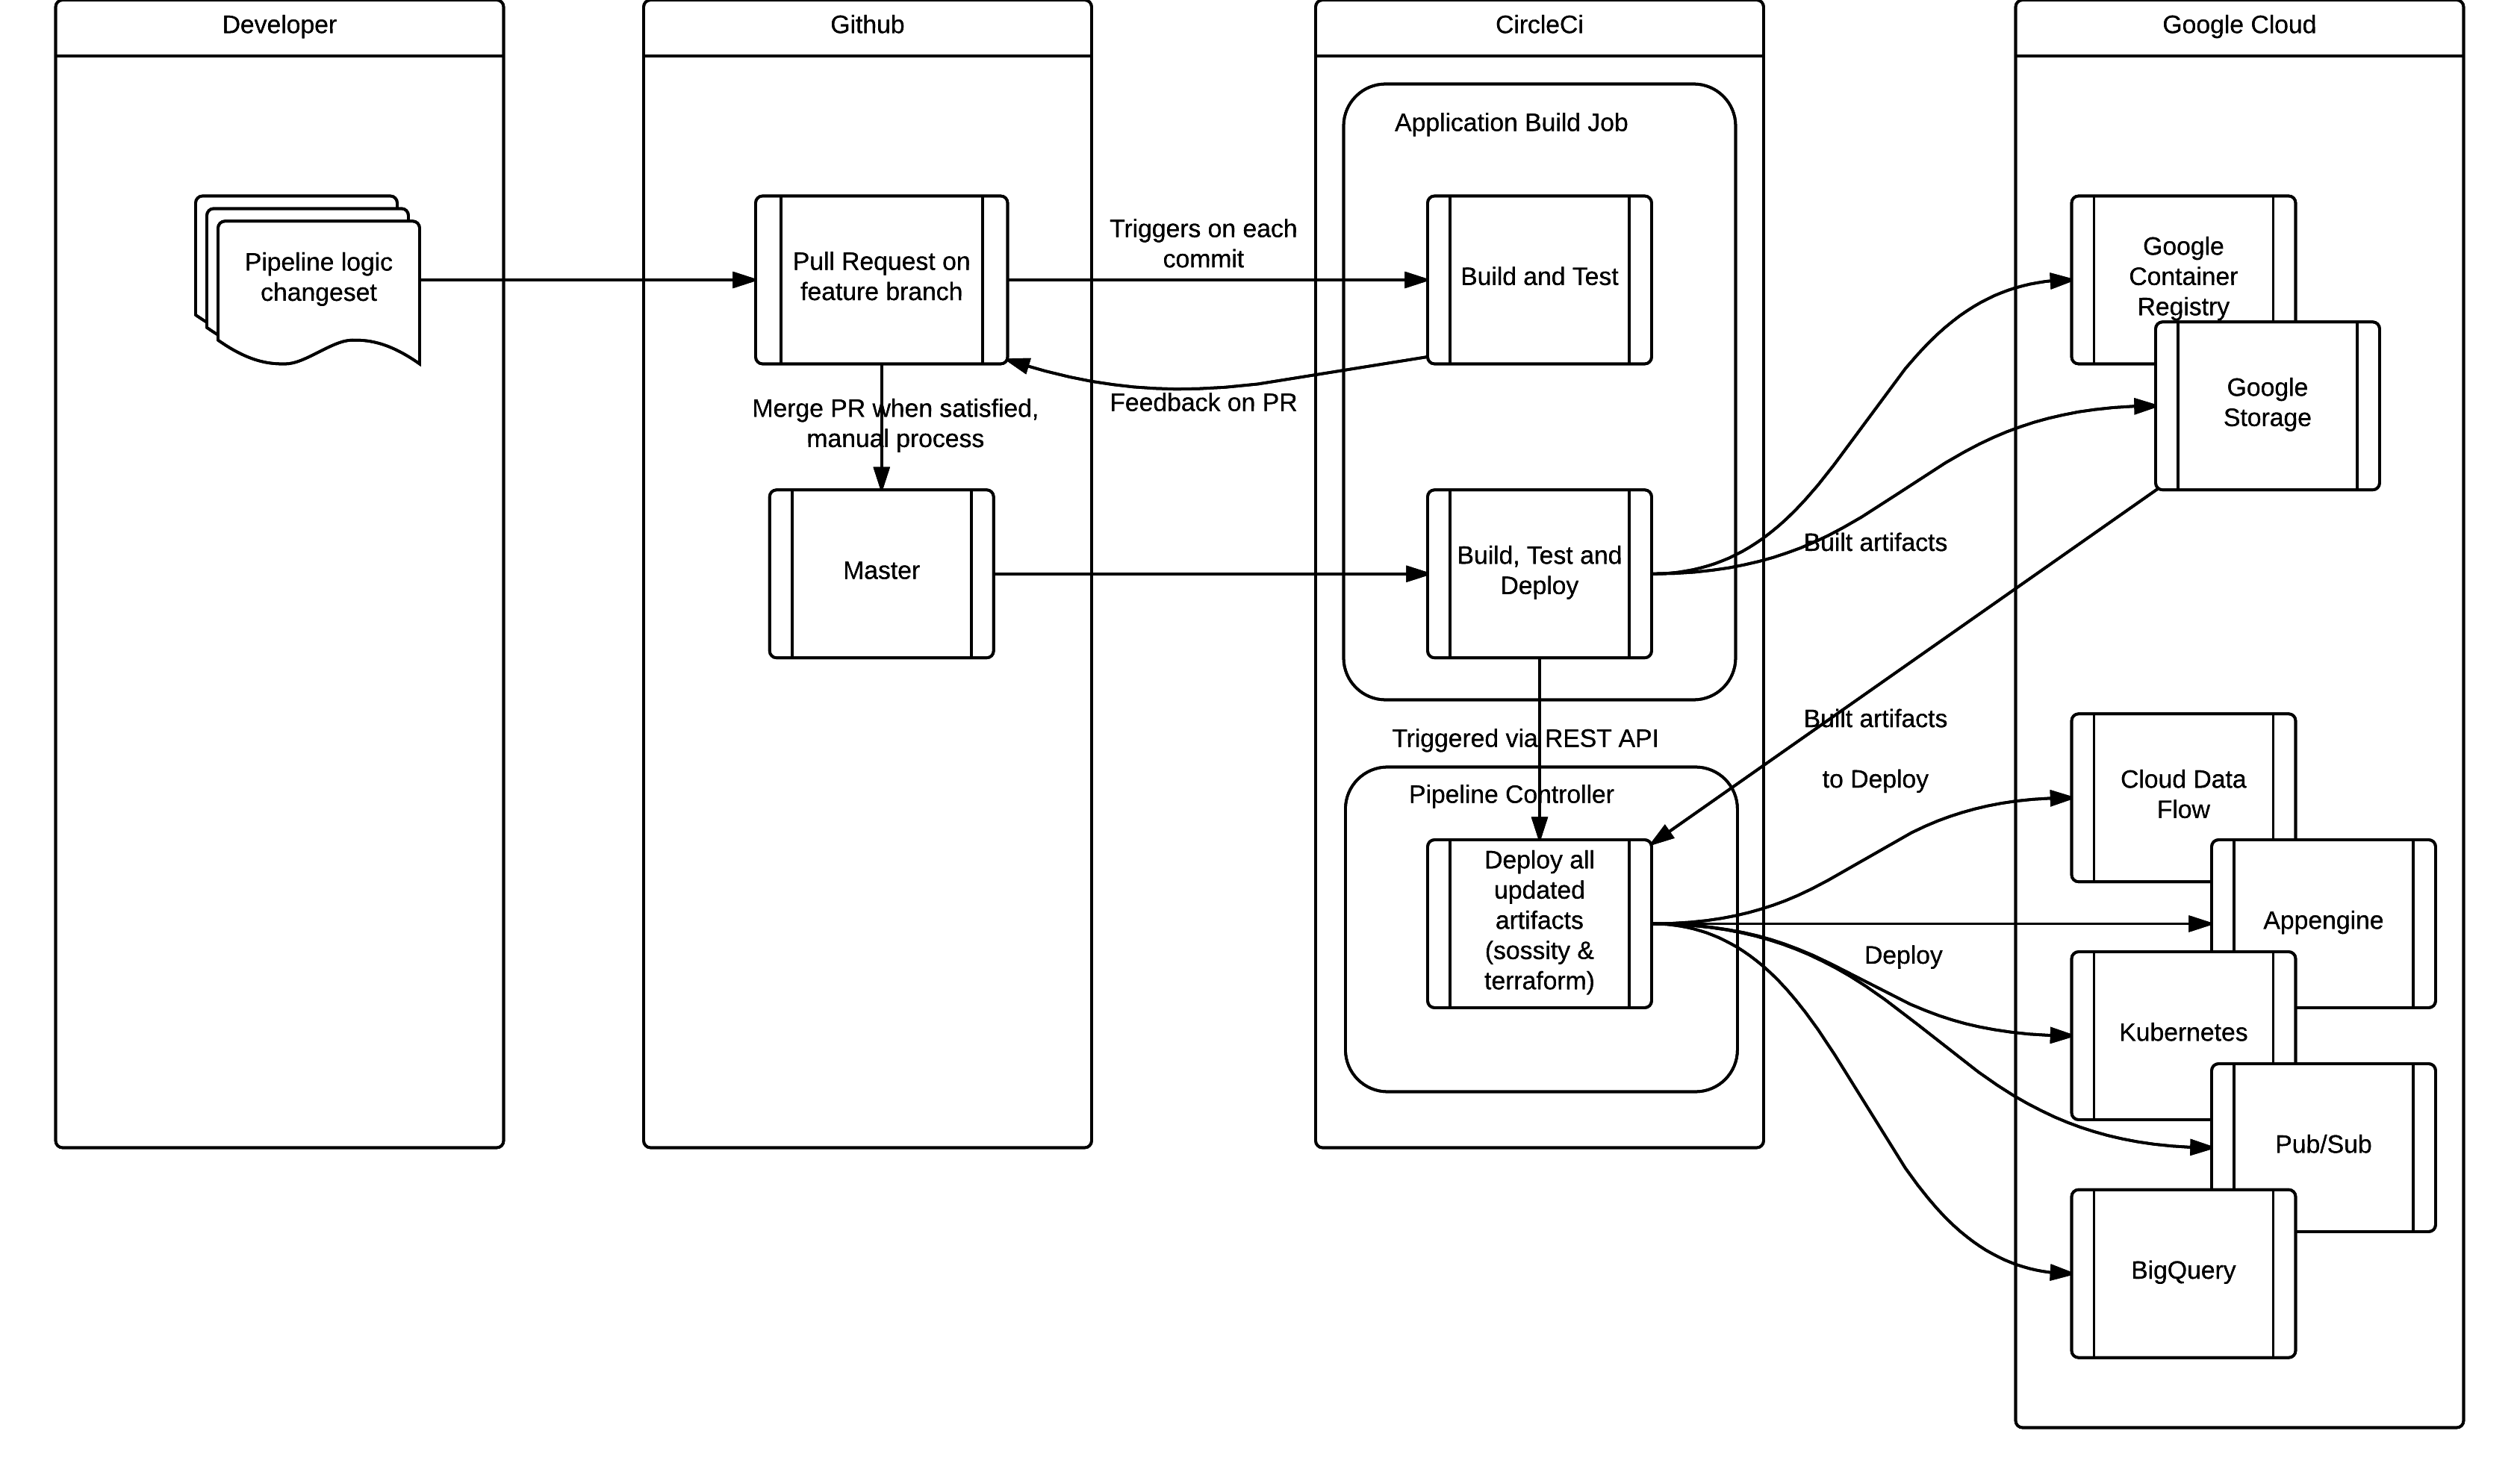 Developer
Github
CircleCi
Google Cloud
Application Build Job
Pipeline logic
changeset
Pull Request on
feature branch
Triggers on each
commit
Build and Test
Google
Container
Registry
Google
Storage
Feedback on PR
Merge PR when satisfied,
manual process
Master
Build, Test and
Deploy
Built artifacts
Triggered via REST API
Built artifacts
to Deploy
Pipeline Controller
Deploy all
updated
artifacts
(sossity &
terraform)
Cloud Data
Flow
Appengine
Deploy
Kubernetes
Pub/Sub
BigQuery